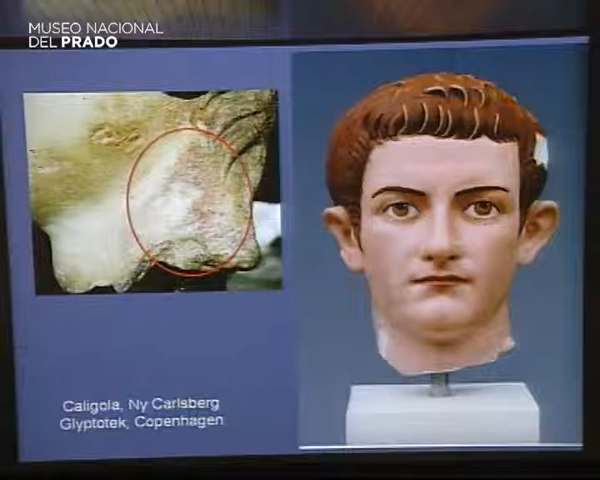 MUSEO NACIONAL
DEL PRADO
Caligola, Ny Carlsberg
Glyptotek, Copenhagen